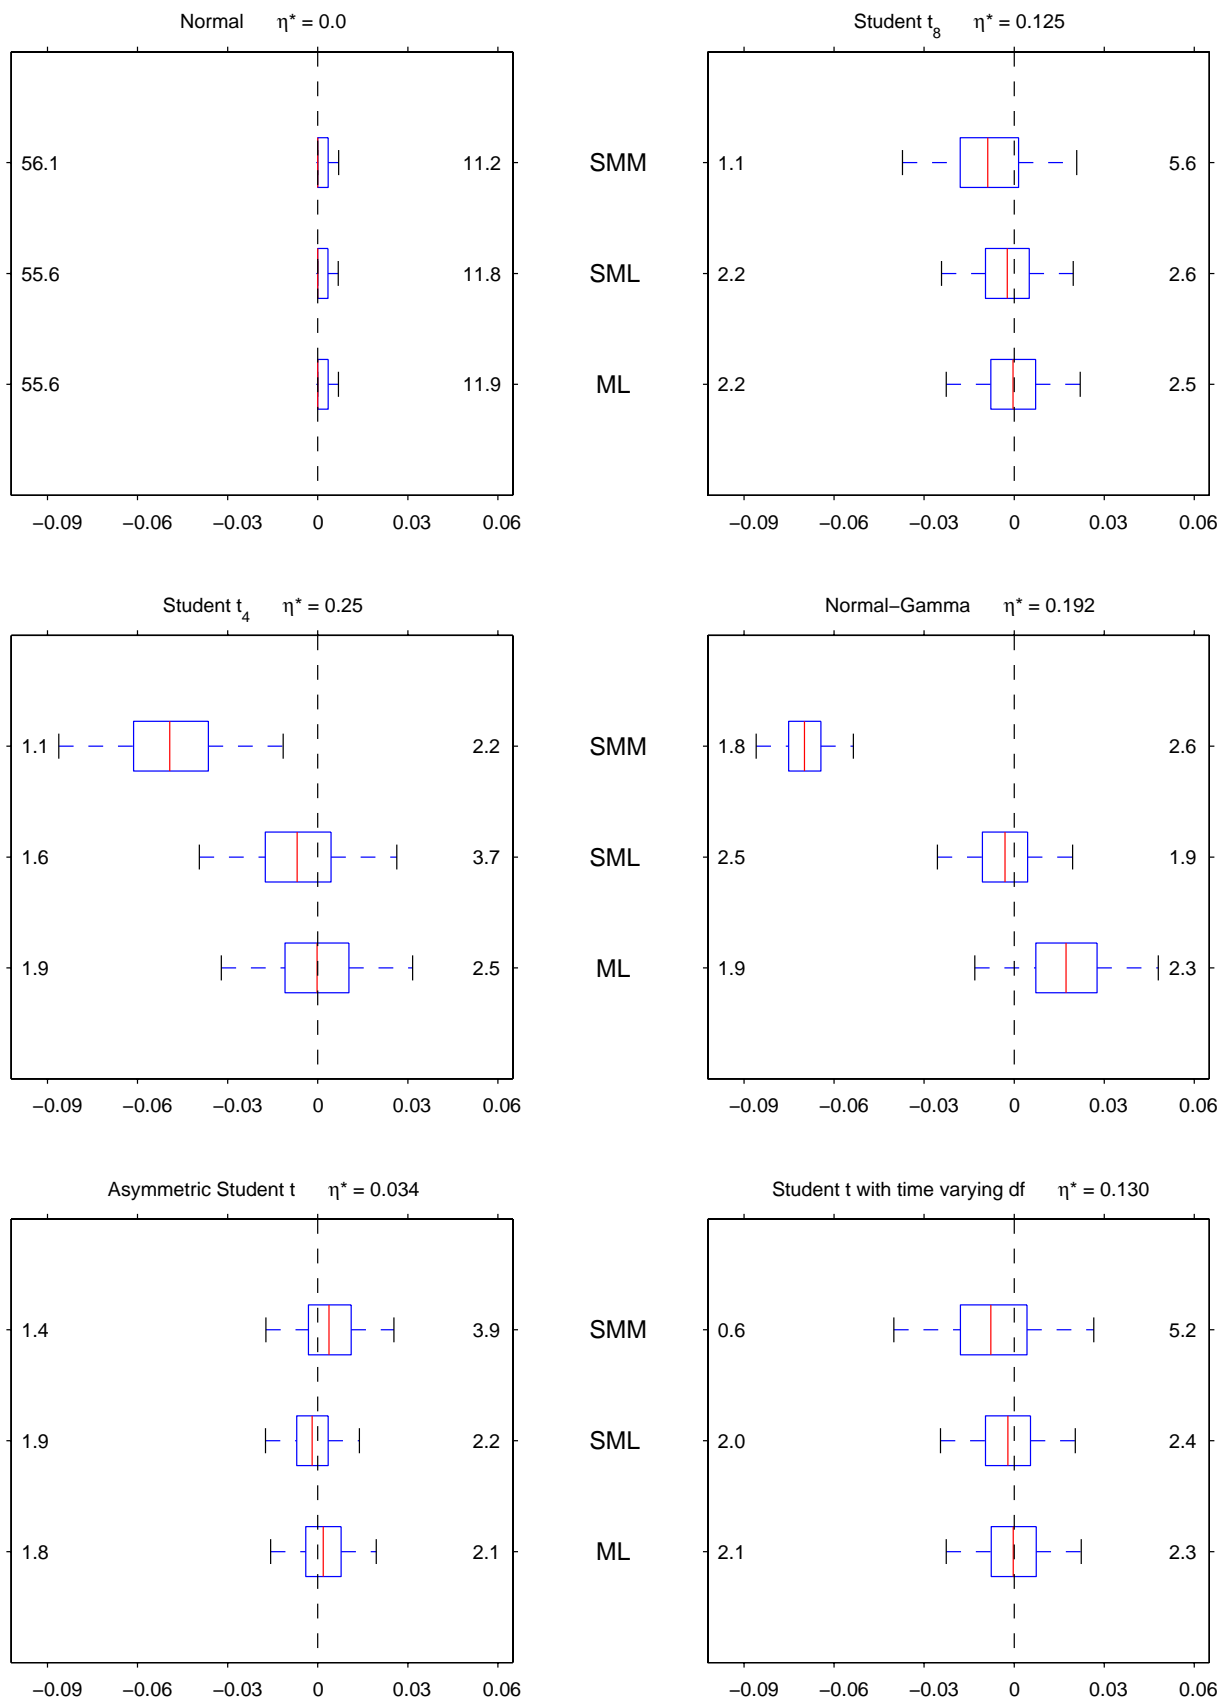 Normal η* = 0.0
Student t8 η* = 0.125
56.1 11.2 SMM 1.1 5.6
55.6 11.8 SML 2.2 2.6
55.6 11.9 ML 2.2 2.5
−0.09 −0.06 −0.03 0 0.03 0.06
−0.09 −0.06 −0.03 0 0.03 0.06
Student t4 η* = 0.25
Normal−Gamma η* = 0.192
1.1 2.2 SMM 1.8 2.6
1.6 3.7 SML 2.5 1.9
1.9 2.5 ML 1.9 2.3
−0.09 −0.06 −0.03 0 0.03 0.06
−0.09 −0.06 −0.03 0 0.03 0.06
Asymmetric Student t η* = 0.034
Student t with time varying df η* = 0.130
1.4 3.9 SMM 0.6 5.2
1.9 2.2 SML 2.0 2.4
1.8 2.1 ML 2.1 2.3
−0.09 −0.06 −0.03 0 0.03 0.06
−0.09 −0.06 −0.03 0 0.03 0.06